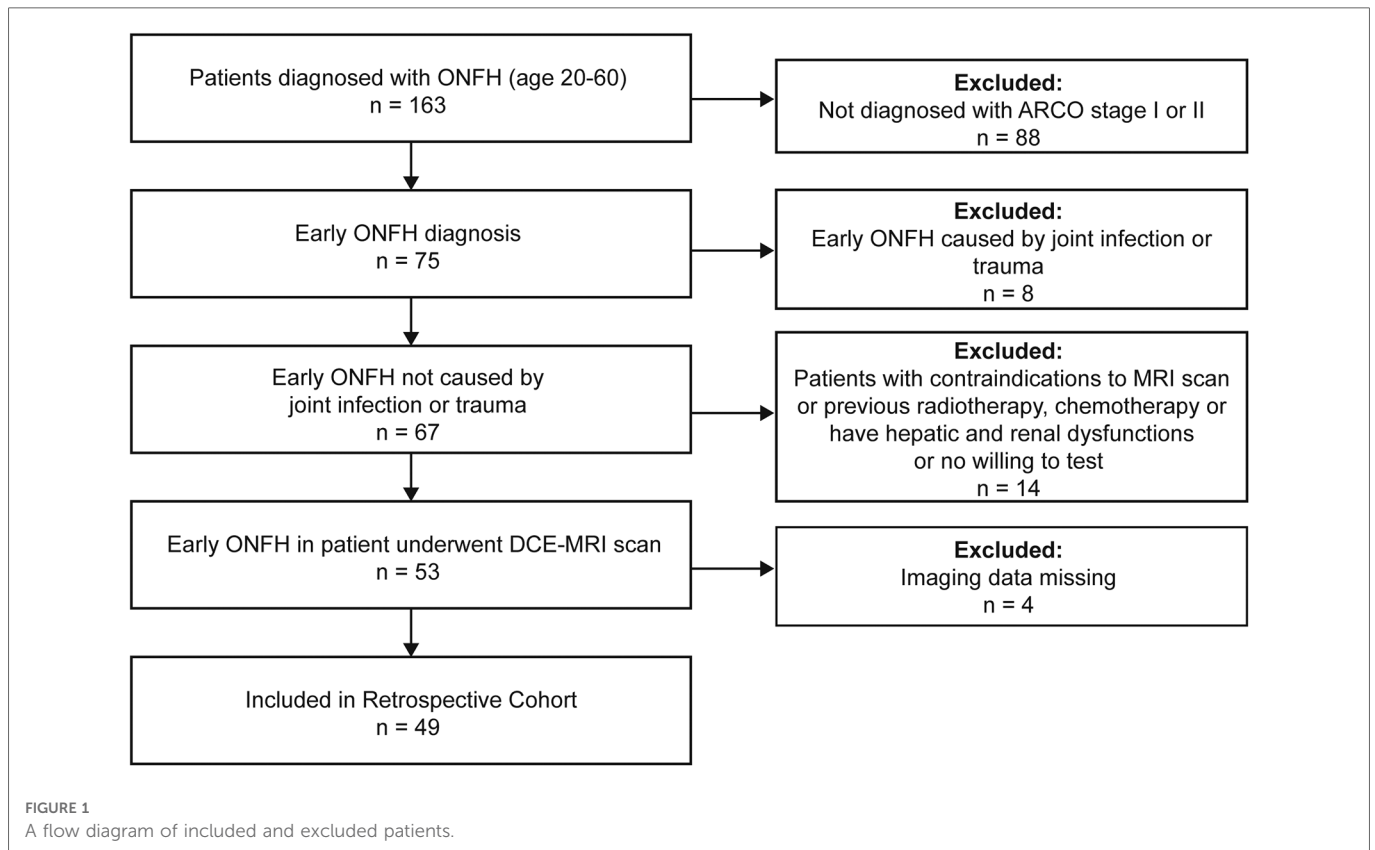 Patients diagnosed with ONFH (age 20-60)
n = 163
Excluded:
Not diagnosed with ARCO stage I or II
n = 88
Early ONFH diagnosis
n = 75
Excluded:
Early ONFH caused by joint infection or
trauma
n = 8
Early ONFH not caused by
joint infection or trauma
n = 67
Excluded:
Patients with contraindications to MRI scan
or previous radiotherapy, chemotherapy or
have hepatic and renal dysfunctions
or no willing to test
n = 14
Early ONFH in patient underwent DCE-MRI scan
n = 53
Excluded:
Imaging data missing
n = 4
Included in Retrospective Cohort
n = 49
FIGURE 1
A flow diagram of included and excluded patients.